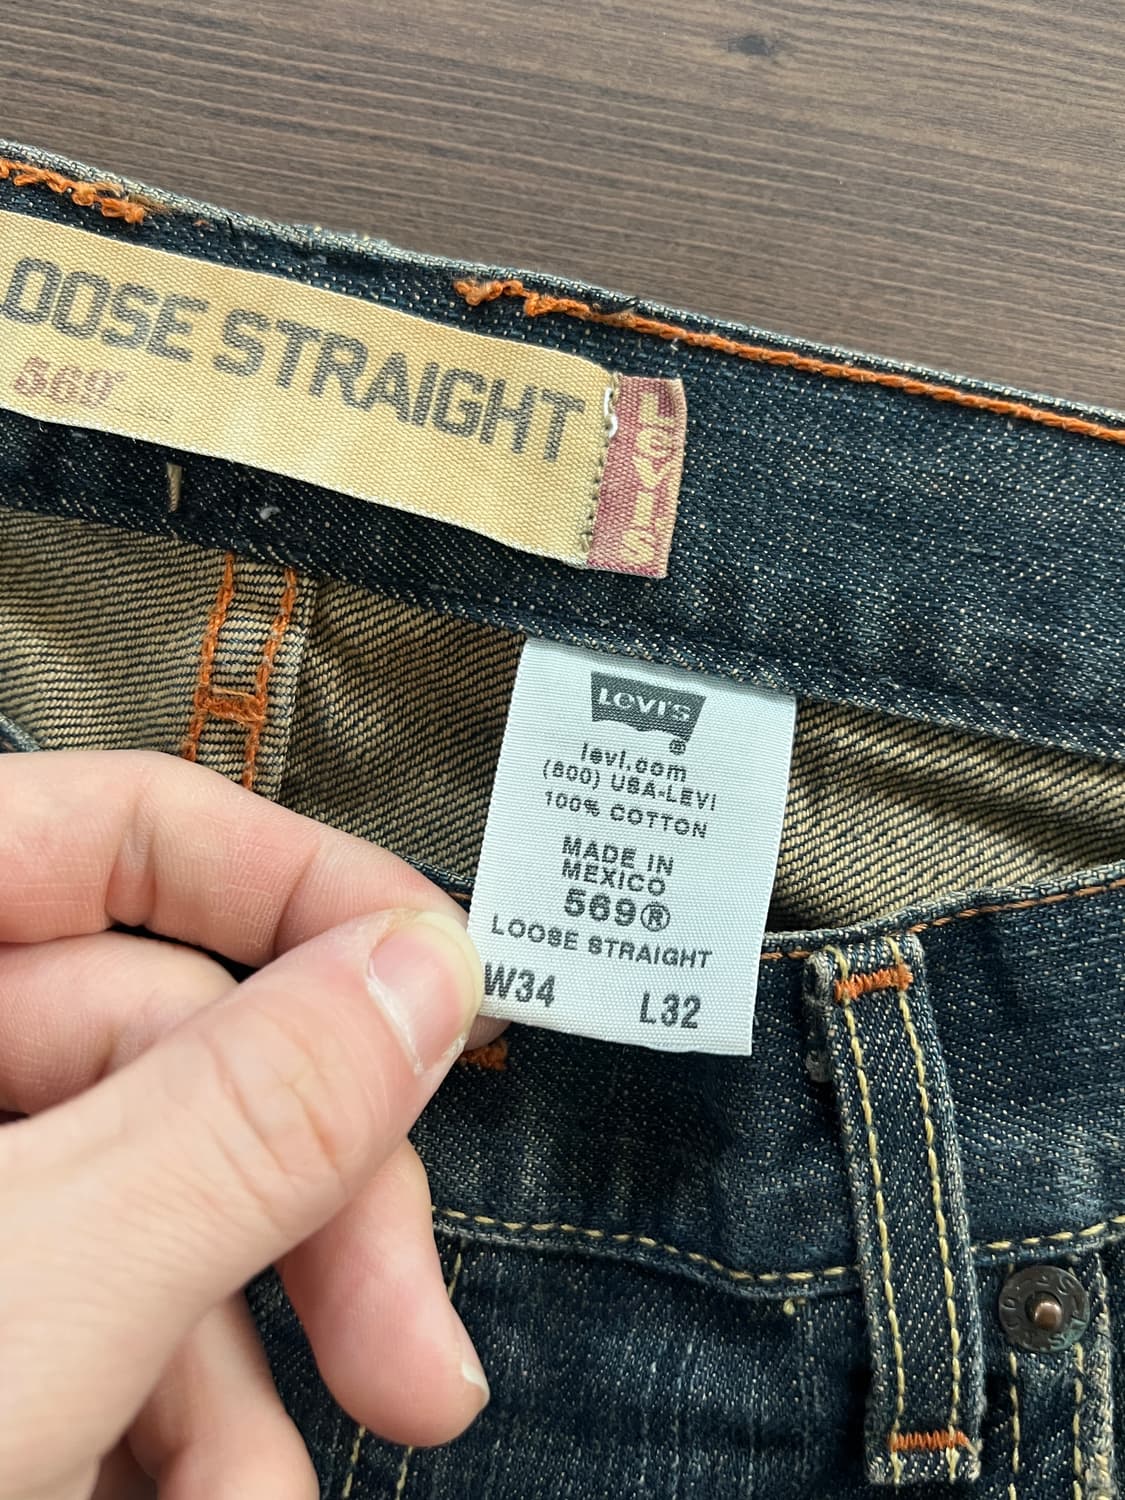 LOOSE STRAIGHT
569
LEVI'S
LEVI'S
®
levi.com
(800) USA-LEVI
100% COTTON
MADE IN
MEXICO
569®
LOOSE STRAIGHT
W34 L32